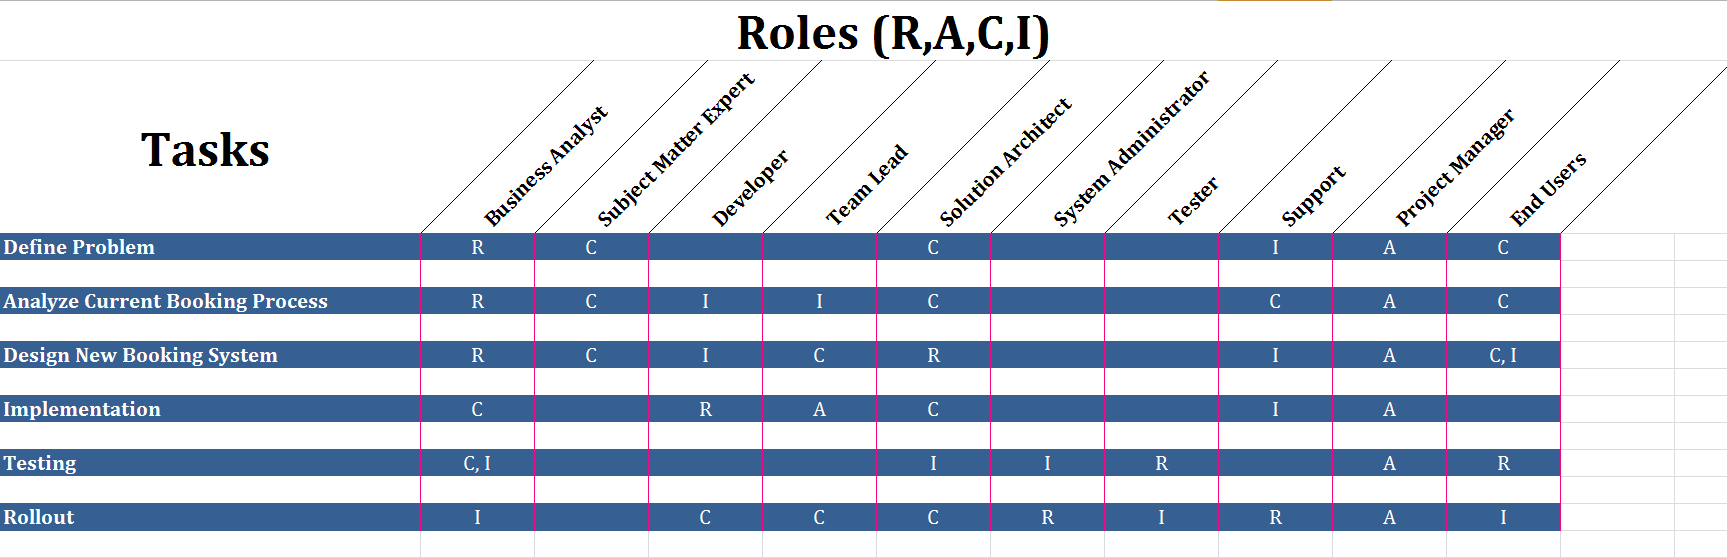 Roles (R,A,C,I)
Tasks
Business Analyst
Subject Matter Expert
Developer
Team Lead
Solution Architect
System Administrator
Tester
Support
Project Manager
End Users
Define Problem R C C I A C
Analyze Current Booking Process R C I I C C A C
Design New Booking System R C I C R I A C, I
Implementation C R A C I A
Testing C, I I I R A R
Rollout I C C C R I R A I